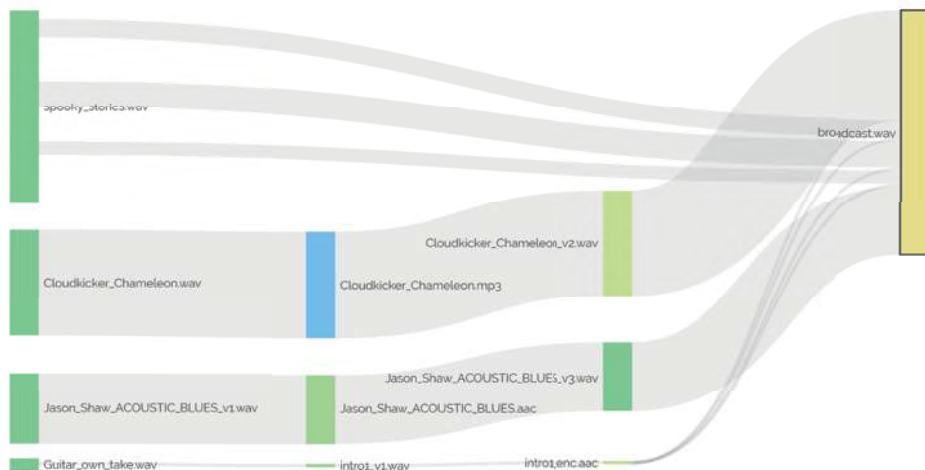 broadcast.wav
spooky_stories.wav
Cloudkicker_Chameleon_v2.wav
Cloudkicker_Chameleon.wav
Cloudkicker_Chameleon.mp3
Jason_Shaw_ACOUSTIC_BLUES_v3.wav
Jason_Shaw_ACOUSTIC_BLUES_v1.wav
Jason_Shaw_ACOUSTIC_BLUES.aac
Guitar_own_take.wav
intro1_v1.wav
intro1_enc.aac